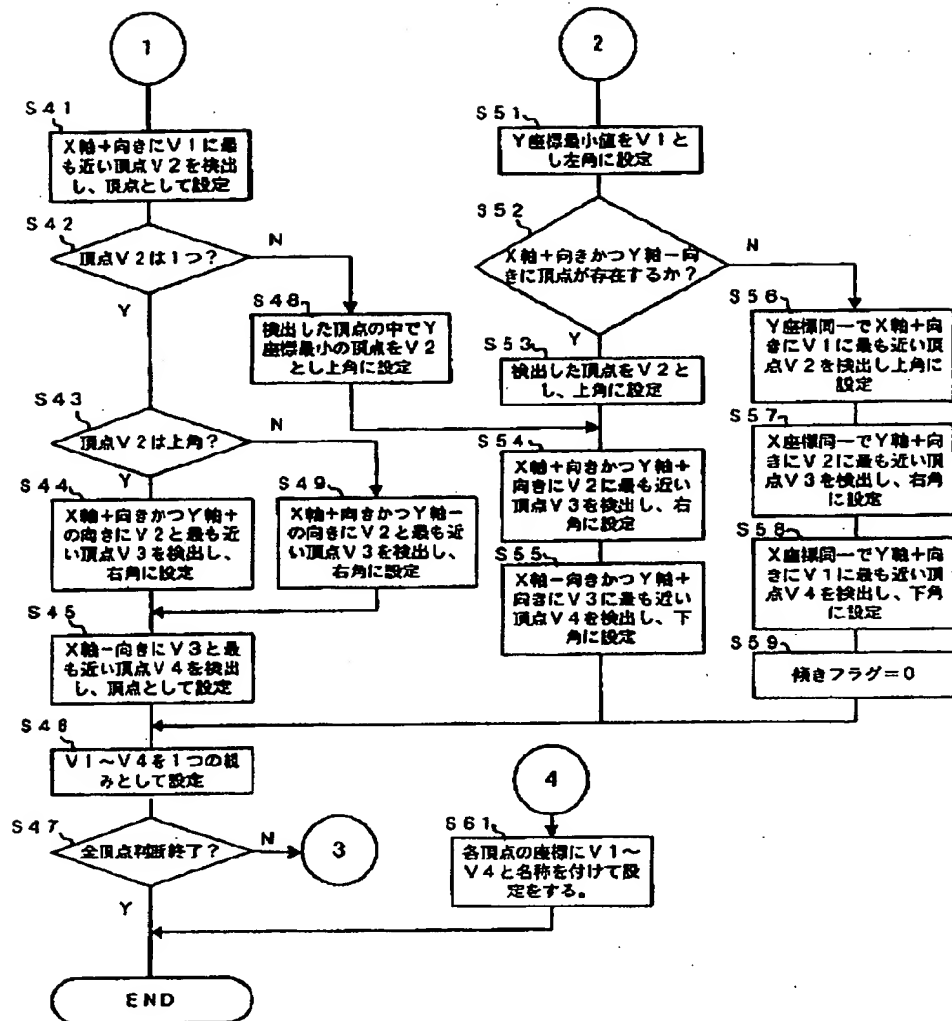 1
S41
X軸+向きにV1に最
も近い頂点V2を検出
し、頂点として設定
S42
頂点V2は1つ?
N
Y
S48
検出した頂点の中でY
座標最小の頂点をV2
とし上角に設定
S43
頂点V2は上角?
N
Y
S44
X軸+向きかつY軸+
の向きにV2と最も近
い頂点V3を検出し、
右角に設定
S49
X軸+向きかつY軸-
の向きにV2と最も近
い頂点V3を検出し、
右角に設定
S45
X軸-向きにV3と最
も近い頂点V4を検出
し、頂点として設定
S46
V1~V4を1つの組
みとして設定
S47
全頂点判断終了?
N
3
Y
END
2
S51
Y座標最小値をV1と
し左角に設定
S52
X軸+向きかつY軸-向
きに頂点が存在するか?
N
Y
S53
検出した頂点をV2と
し、上角に設定
S54
X軸+向きかつY軸+
向きにV2に最も近い
頂点V3を検出し、右
角に設定
S55
X軸-向きかつY軸+
向きにV3に最も近い
頂点V4を検出し、下
角に設定
S56
Y座標同一でX軸+向
きにV1に最も近い頂
点V2を検出し上角に
設定
S57
X座標同一でY軸+向
きにV2に最も近い頂
点V3を検出し、右角
に設定
S58
X座標同一でY軸+向
きにV1に最も近い頂
点V4を検出し、下角
に設定
S59
傾きフラグ=0
4
S61
各頂点の座標にV1~
V4と名称を付けて設
定をする。